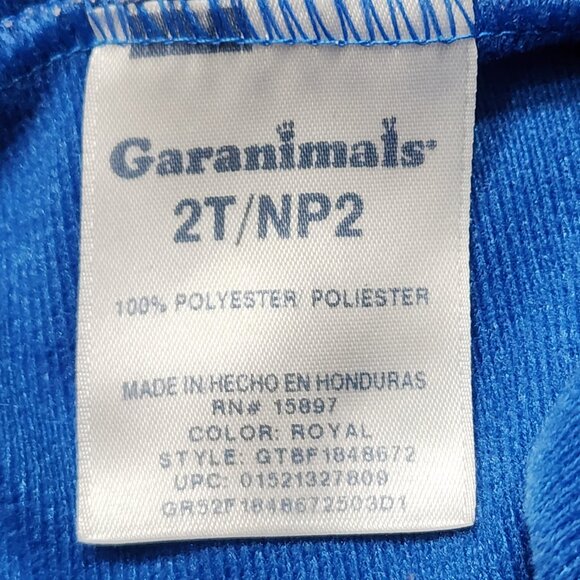 Garanimals
2T/NP2
100% POLYESTER POLIESTER
MADE IN/HECHO EN HONDURAS
RN# 15897
COLOR: ROYAL
STYLE: GTBF1848672
UPC: 01521327809
GR52F1848672503D1